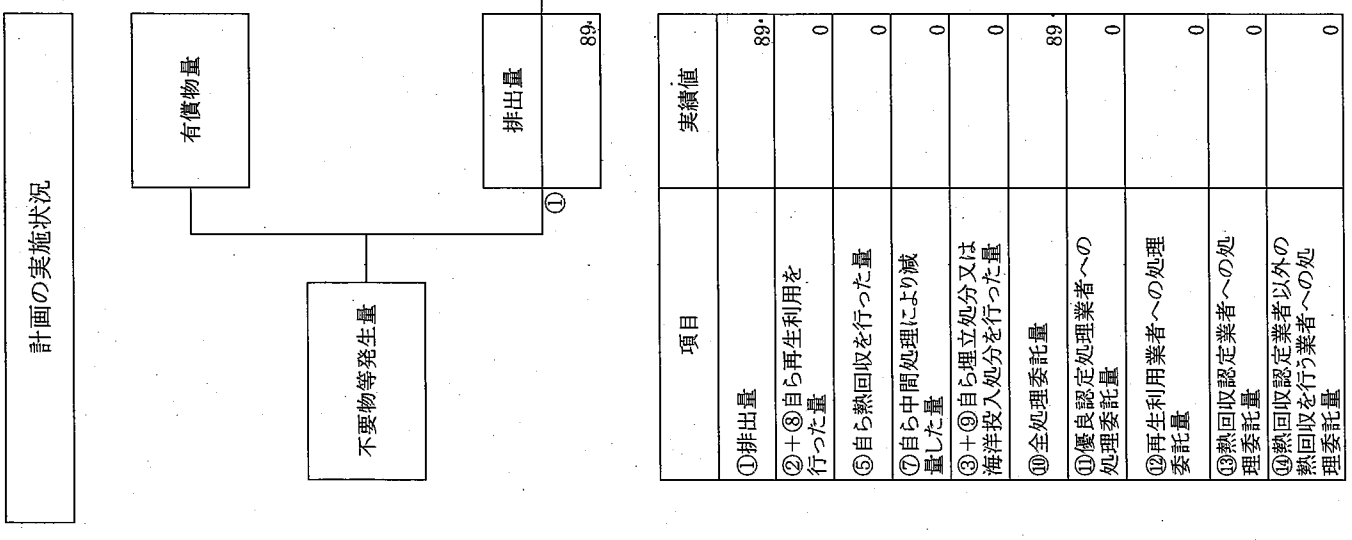 計画の実施状況
有償物量
不要物等発生量
排出量
①
89.
項目
実績値
①排出量
89.
②+⑧自ら再生利用を
行った量
0
⑤自ら熱回収を行った量
0
⑦自ら中間処理により減
量した量
0
③+⑨自ら埋立処分又は
海洋投入処分を行った量
0
⑩全処理委託量
89
⑪優良認定処理業者への
処理委託量
0
⑫再生利用業者への処理
委託量
0
⑬熱回収認定業者への処
理委託量
0
⑭熱回収認定業者以外の
熱回収を行う業者への処
理委託量
0